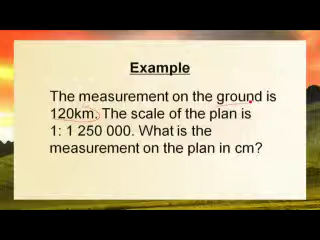 Example
The measurement on the ground is
120km. The scale of the plan is
1: 1 250 000. What is the
measurement on the plan in cm?